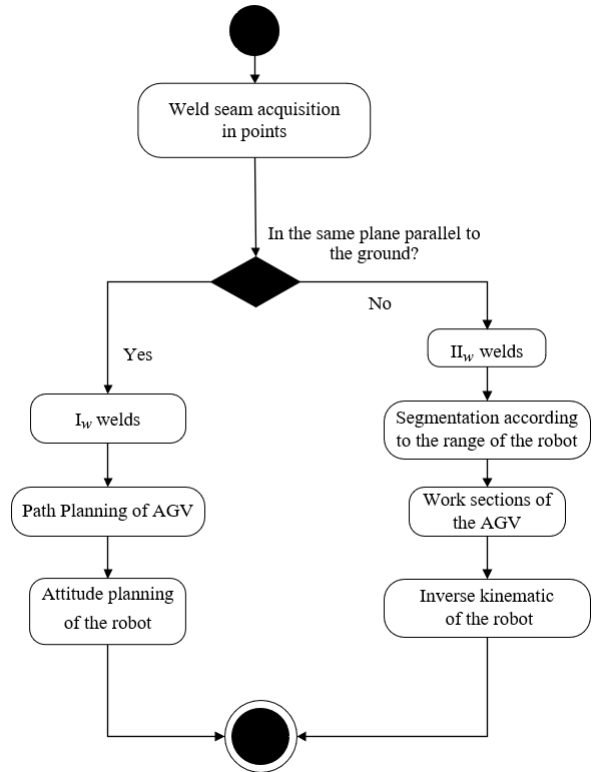 Weld seam acquisition
in points
In the same plane parallel to
the ground?
Yes
No
I𝑤 welds
Path Planning of AGV
Attitude planning
of the robot
II𝑤 welds
Segmentation according
to the range of the robot
Work sections of
the AGV
Inverse kinematic
of the robot